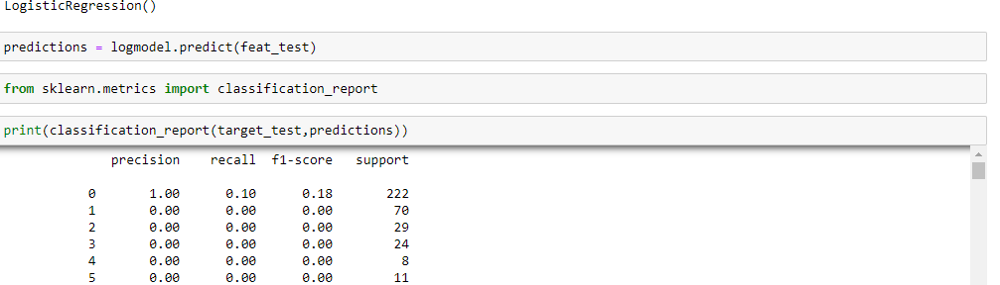 LogisticRegression()
predictions = logmodel.predict(feat_test)
from sklearn.metrics import classification_report
print(classification_report(target_test,predictions))
precision recall f1-score support
0 1.00 0.10 0.18 222
1 0.00 0.00 0.00 70
2 0.00 0.00 0.00 29
3 0.00 0.00 0.00 24
4 0.00 0.00 0.00 8
5 0.00 0.00 0.00 11